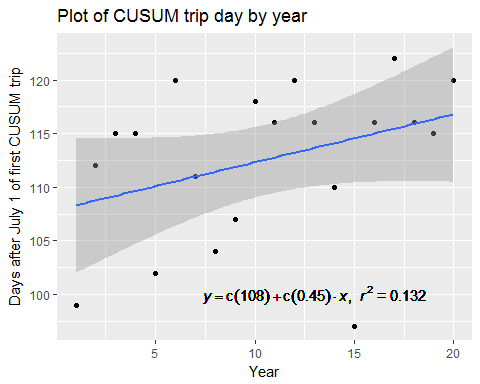 Plot of CUSUM trip day by year
Days after July 1 of first CUSUM trip
120
115
110
105
100
y = c(108) + c(0.45) · x, r² = 0.132
5 10 15 20
Year